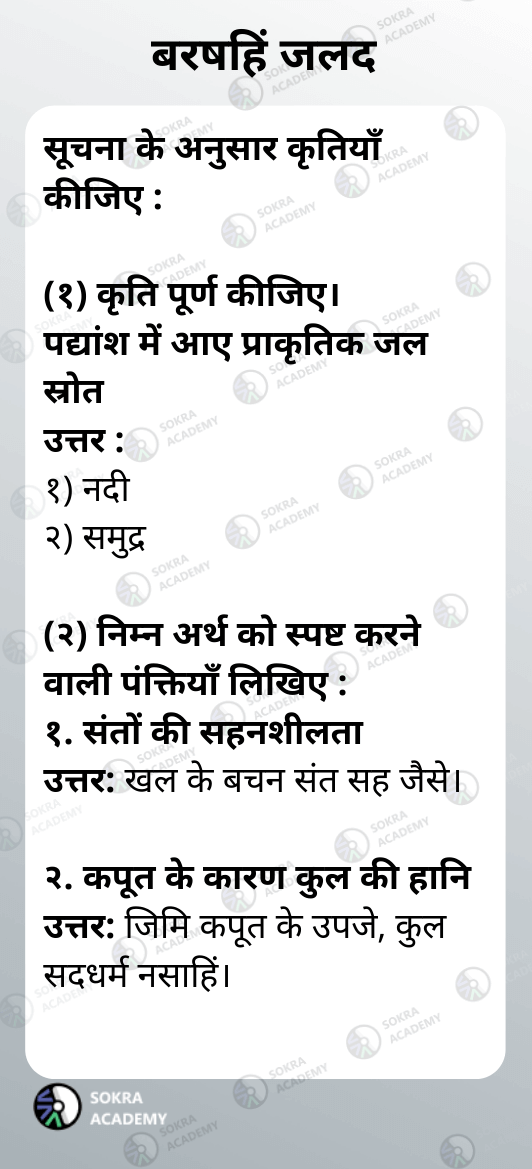 बरषहिं जलद
सूचना के अनुसार कृतियाँ
कीजिए :
(१) कृति पूर्ण कीजिए।
पद्यांश में आए प्राकृतिक जल
स्रोत
उत्तर :
१) नदी
२) समुद्र
(२) निम्न अर्थ को स्पष्ट करने
वाली पंक्तियाँ लिखिए :
१. संतों की सहनशीलता
उत्तर: खल के बचन संत सह जैसे।
२. कपूत के कारण कुल की हानि
उत्तर: जिमि कपूत के उपजे, कुल
सदधर्म नसाहिं।
SOKRA
ACADEMY